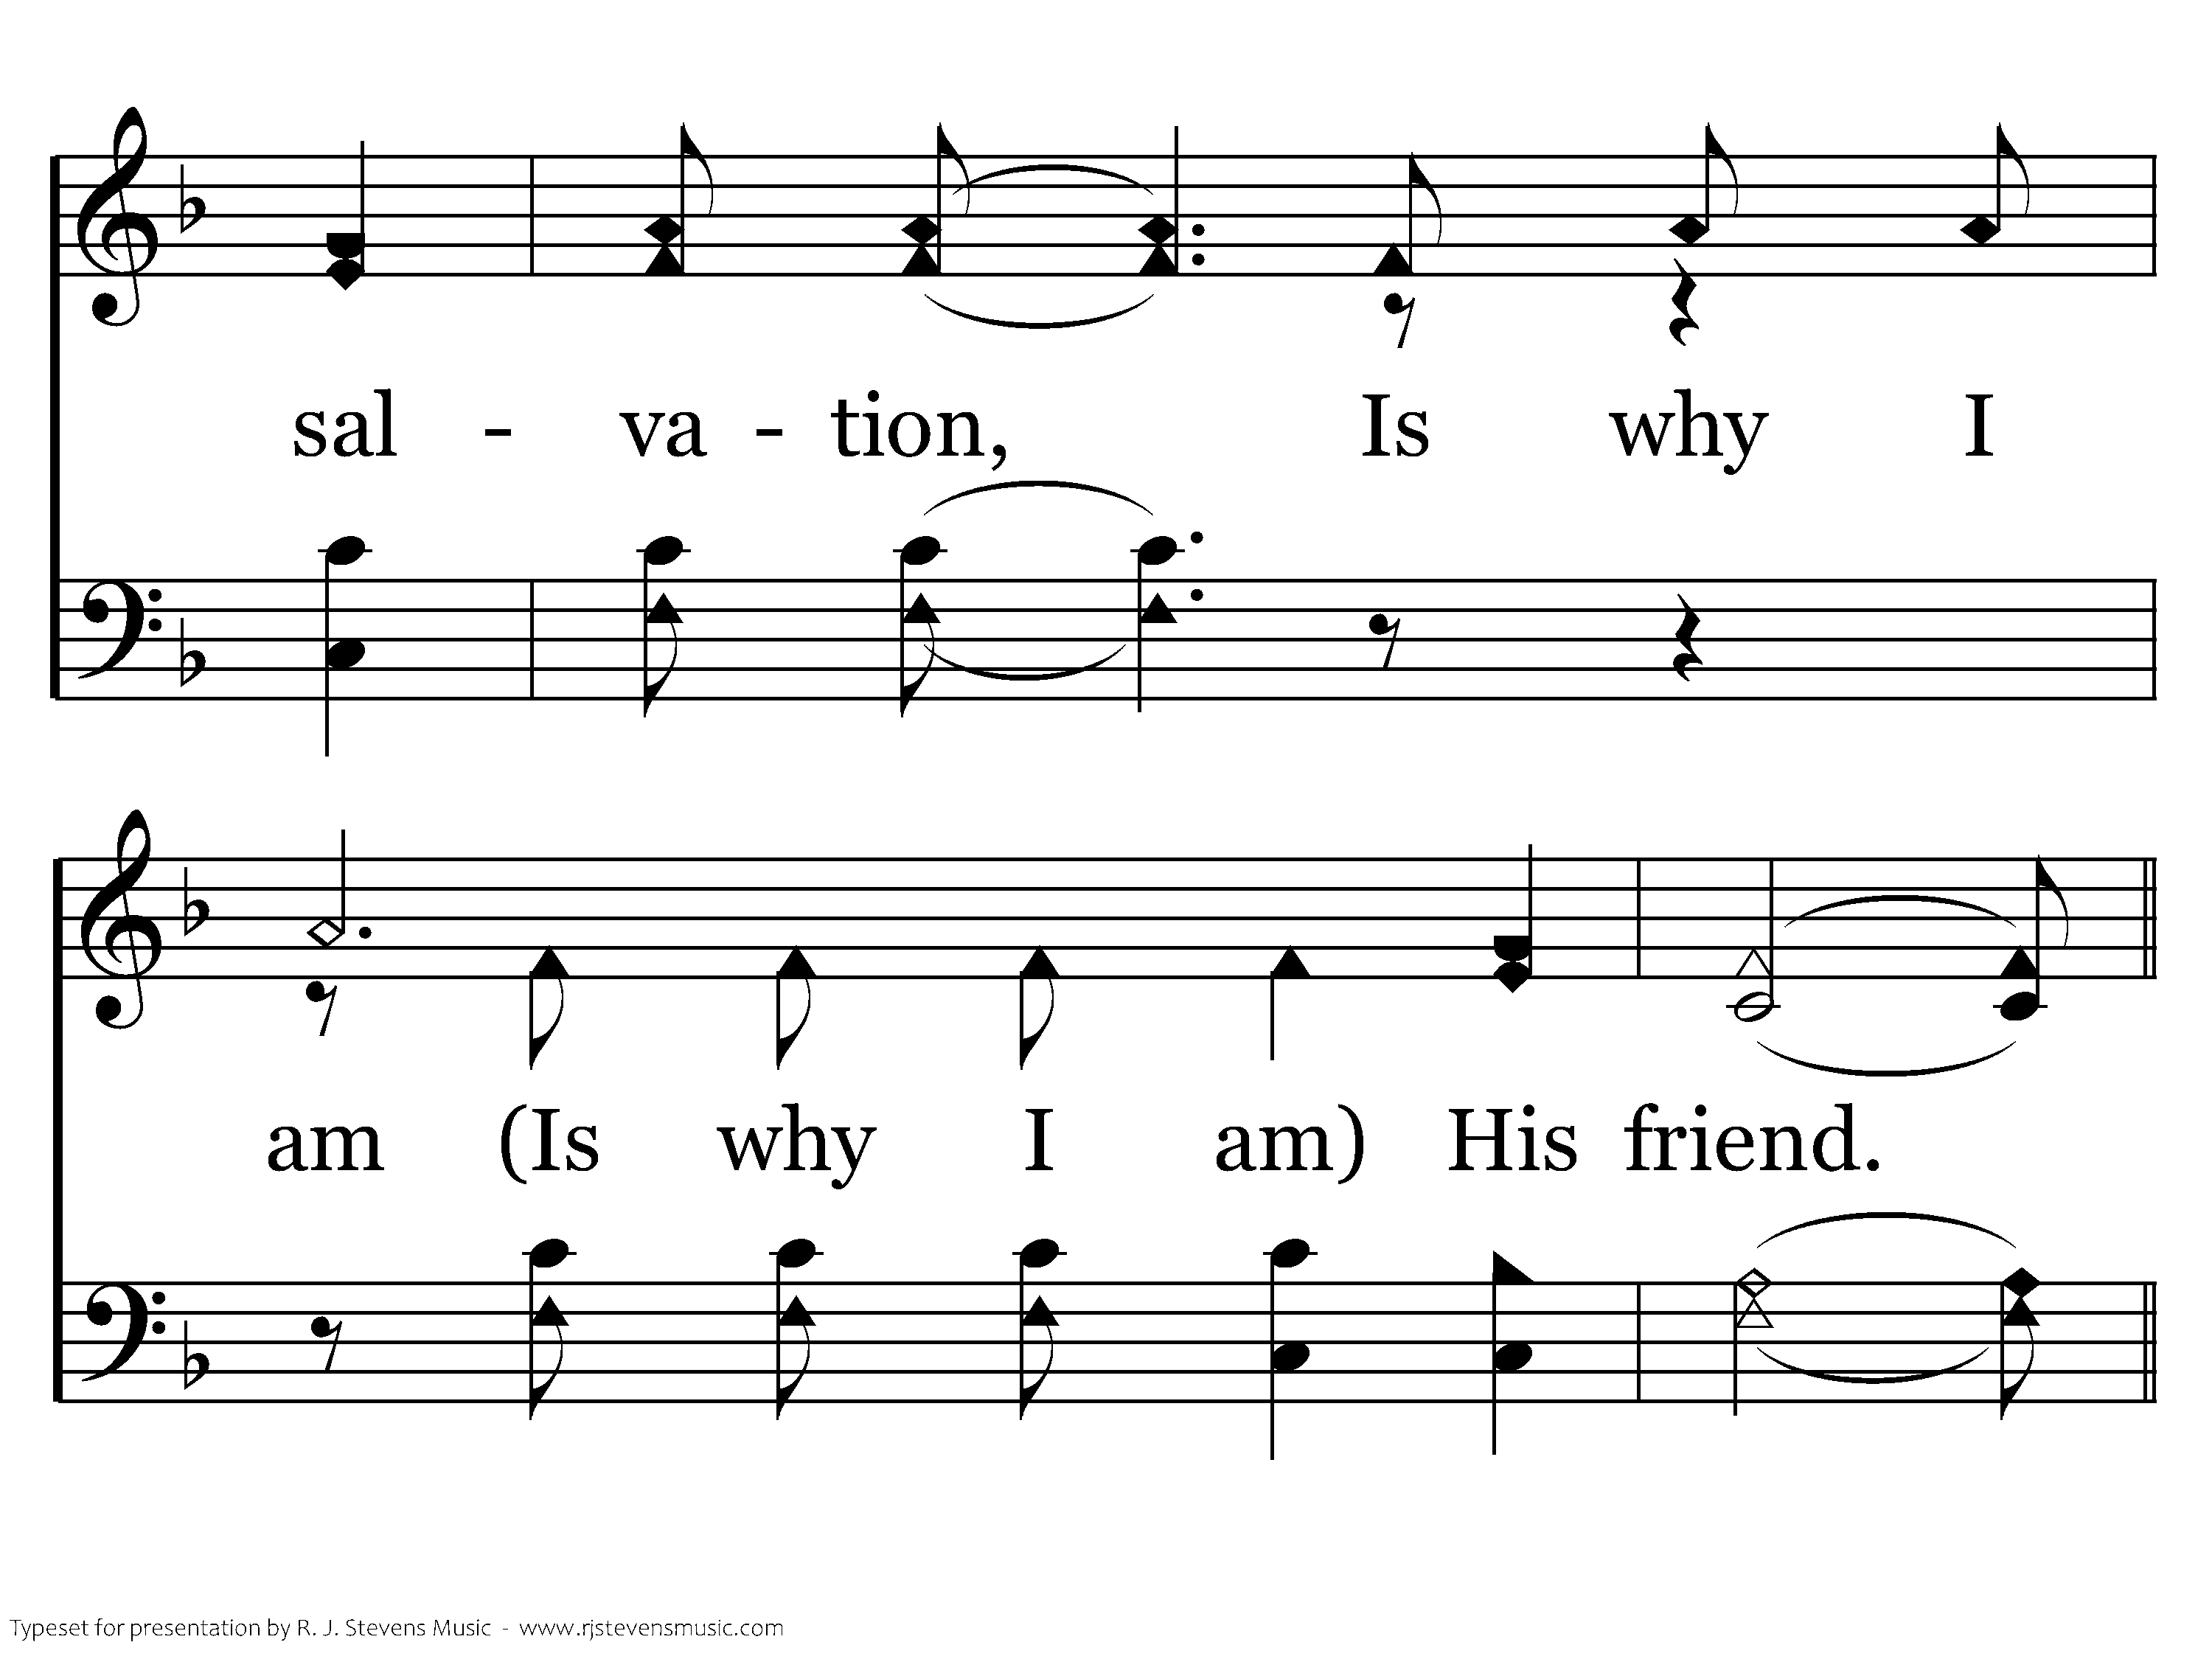 sal - va - tion, Is why I
am (Is why I am) His friend.
Typeset for presentation by R. J. Stevens Music - www.rjstevensmusic.com